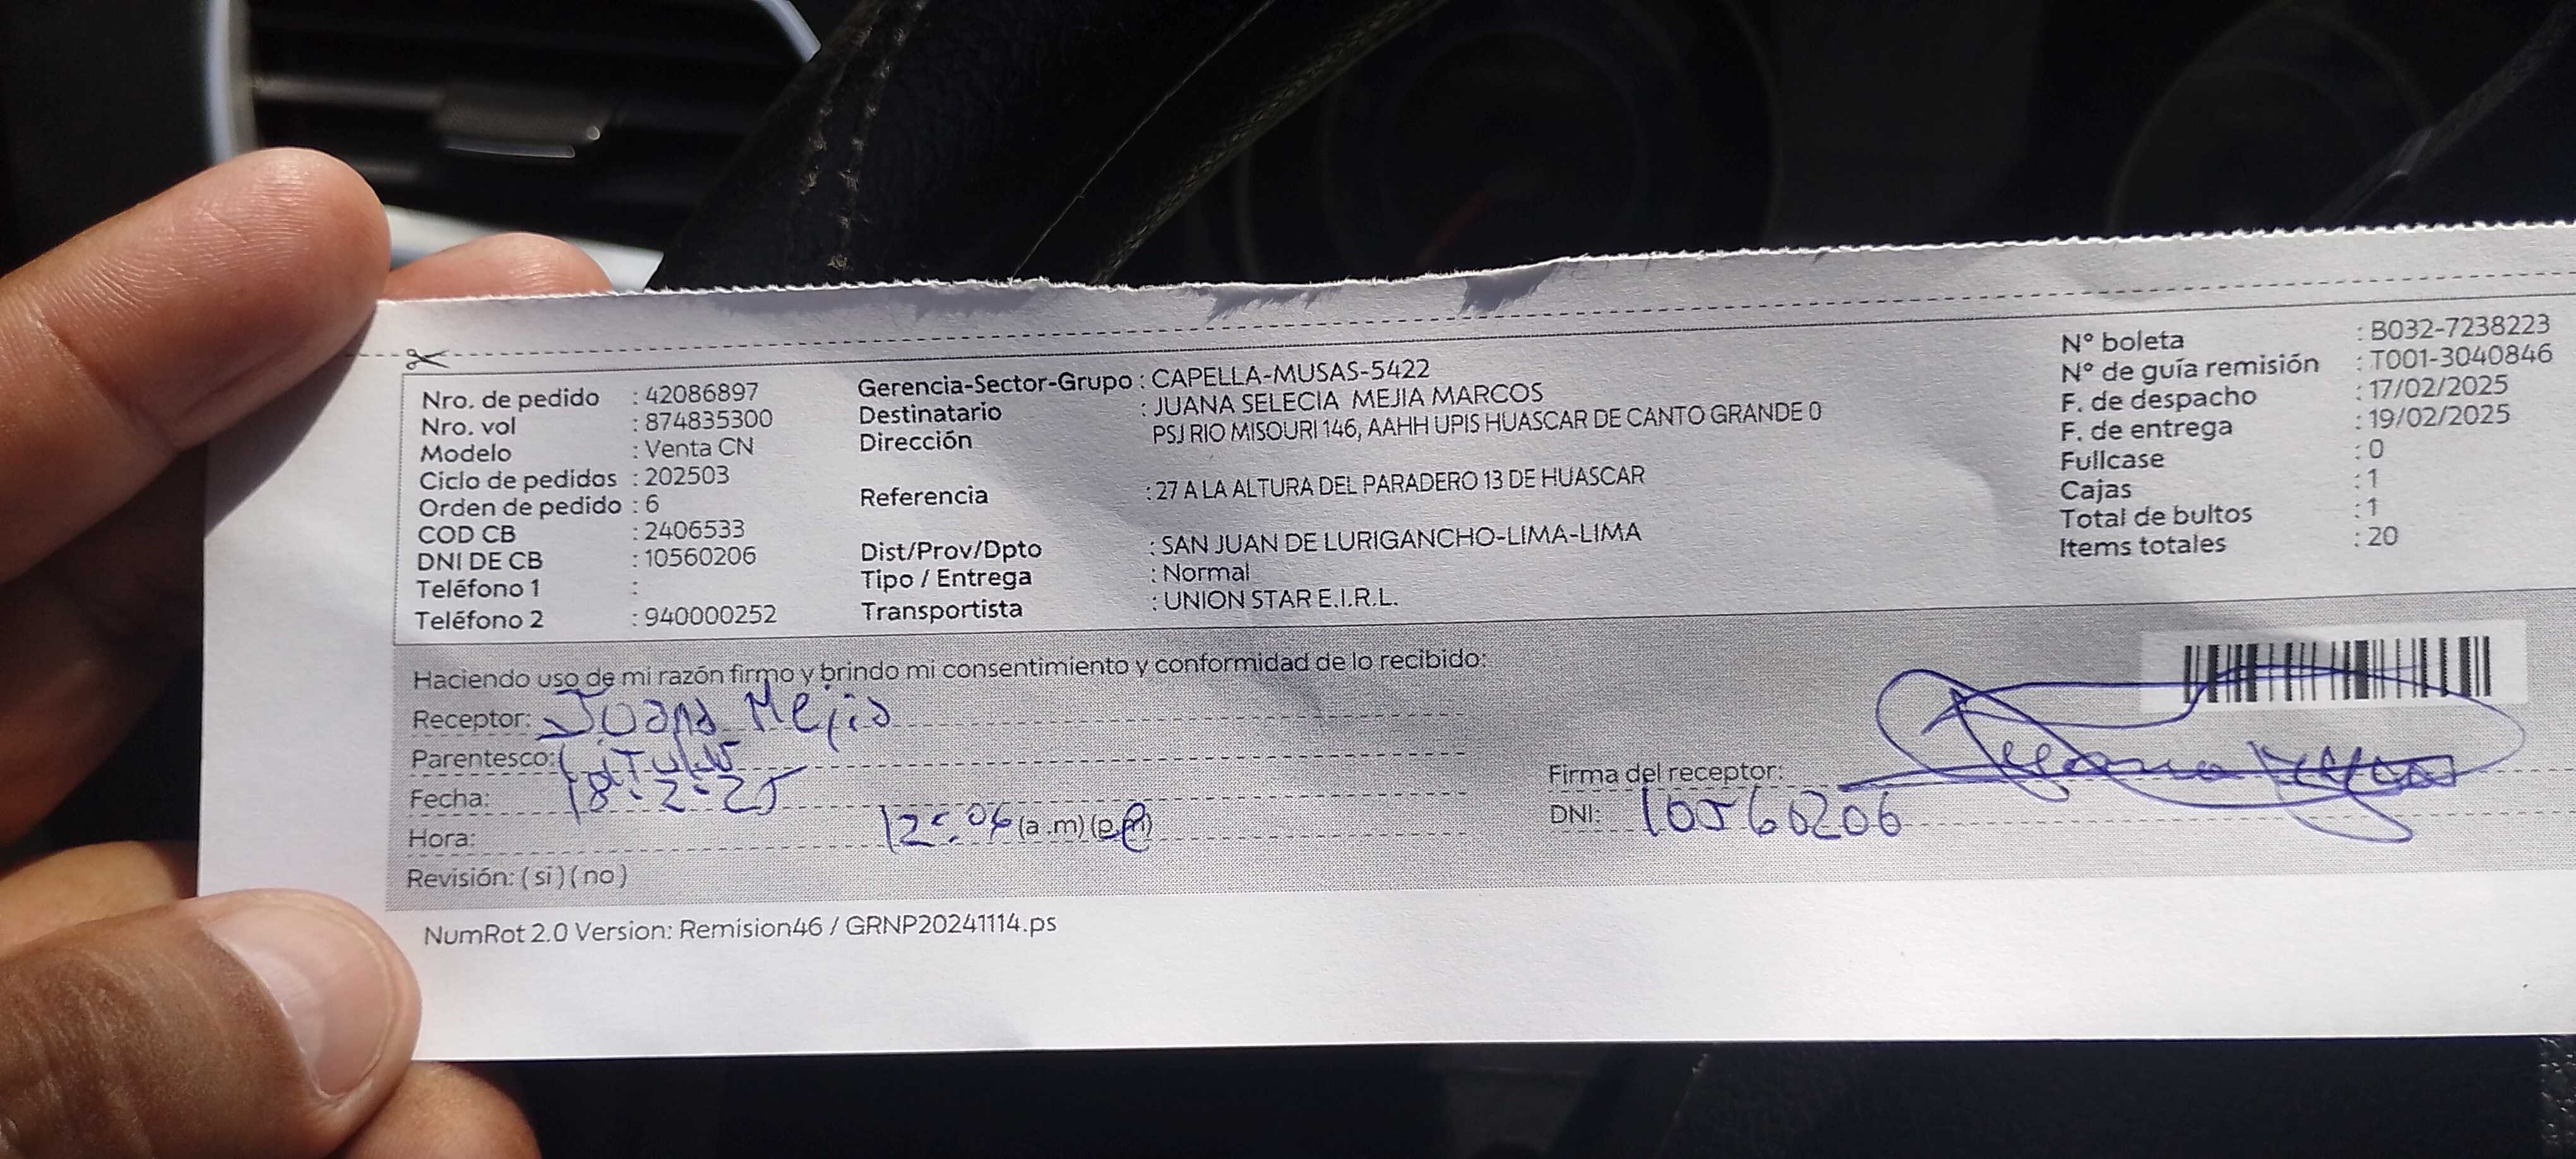 Nro. de pedido : 42086897
Nro. vol : 874835300
Modelo : Venta CN
Ciclo de pedidos : 202503
Orden de pedido : 6
COD CB : 2406533
DNI DE CB : 10560206
Teléfono 1 :
Teléfono 2 : 940000252
Gerencia-Sector-Grupo : CAPELLA-MUSAS-5422
Destinatario : JUANA SELECIA MEJIA MARCOS
Dirección PSJ RIO MISOURI 146, AAHH UPIS HUASCAR DE CANTO GRANDE 0
Referencia : 27 A LA ALTURA DEL PARADERO 13 DE HUASCAR
Dist/Prov/Dpto : SAN JUAN DE LURIGANCHO-LIMA-LIMA
Tipo / Entrega : Normal
Transportista : UNION STAR E.I.R.L.
N° boleta : B032-7238223
N° de guía remisión : T001-3040846
F. de despacho : 17/02/2025
F. de entrega : 19/02/2025
Fullcase : 0
Cajas : 1
Total de bultos : 1
Items totales : 20
Haciendo uso de mi razón firmo y brindo mi consentimiento y conformidad de lo recibido:
Receptor: Juana Mejia
Parentesco:
Fecha: 18-2-25
Hora: 12:04 (a.m) (p.m)
Revisión: ( si ) ( no )
Firma del receptor:
DNI: 10560206
NumRot 2.0 Version: Remision46 / GRNP20241114.ps